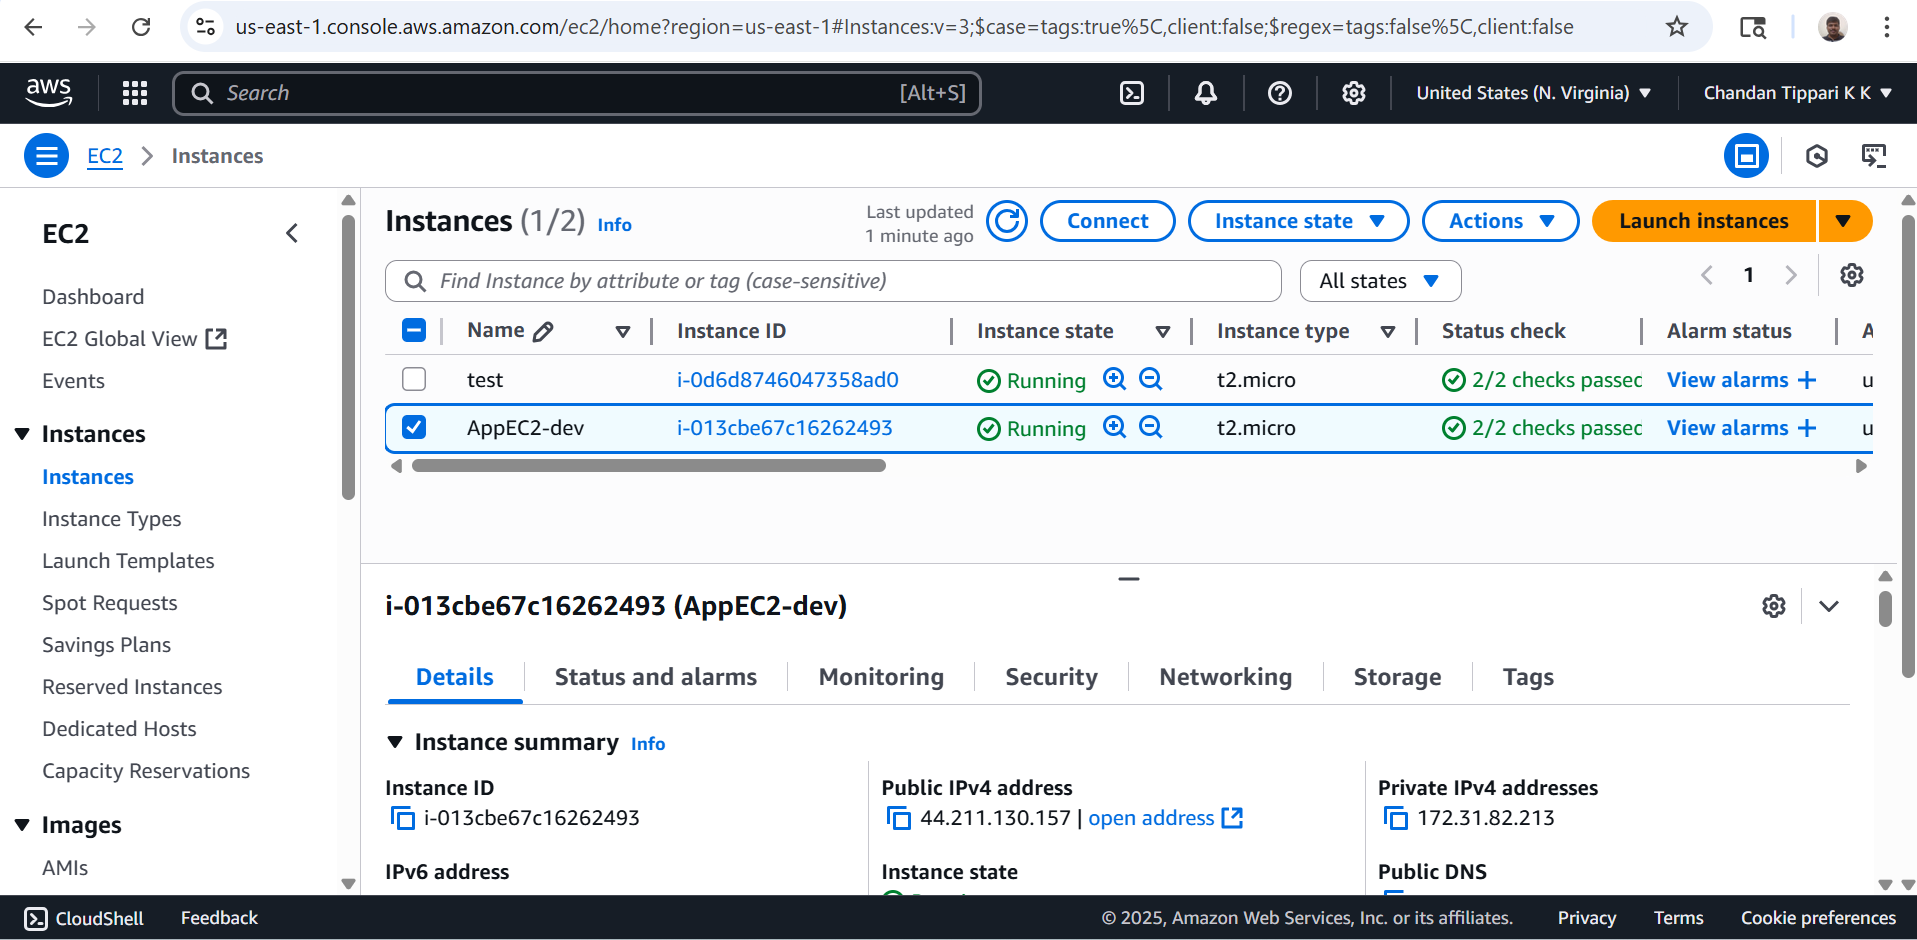 us-east-1.console.aws.amazon.com/ec2/home?region=us-east-1#Instances:v=3;$case=tags:true%5C,client:false;$regex=tags:false%5C,client:false
aws
Search [Alt+S]
United States (N. Virginia)
Chandan Tippari K K
EC2 Instances
EC2
Dashboard
EC2 Global View
Events
Instances
Instances
Instance Types
Launch Templates
Spot Requests
Savings Plans
Reserved Instances
Dedicated Hosts
Capacity Reservations
Images
AMIs
Instances (1/2) Info
Last updated
1 minute ago
Connect
Instance state
Actions
Launch instances
Find Instance by attribute or tag (case-sensitive)
All states
1
Name Instance ID Instance state Instance type Status check Alarm status A
test i-0d6d8746047358ad0 Running t2.micro 2/2 checks passed View alarms + u
AppEC2-dev i-013cbe67c16262493 Running t2.micro 2/2 checks passed View alarms + u
i-013cbe67c16262493 (AppEC2-dev)
Details Status and alarms Monitoring Security Networking Storage Tags
Instance summary Info
Instance ID
i-013cbe67c16262493
Public IPv4 address
44.211.130.157 | open address
Private IPv4 addresses
172.31.82.213
IPv6 address
Instance state
Public DNS
CloudShell Feedback
© 2025, Amazon Web Services, Inc. or its affiliates. Privacy Terms Cookie preferences